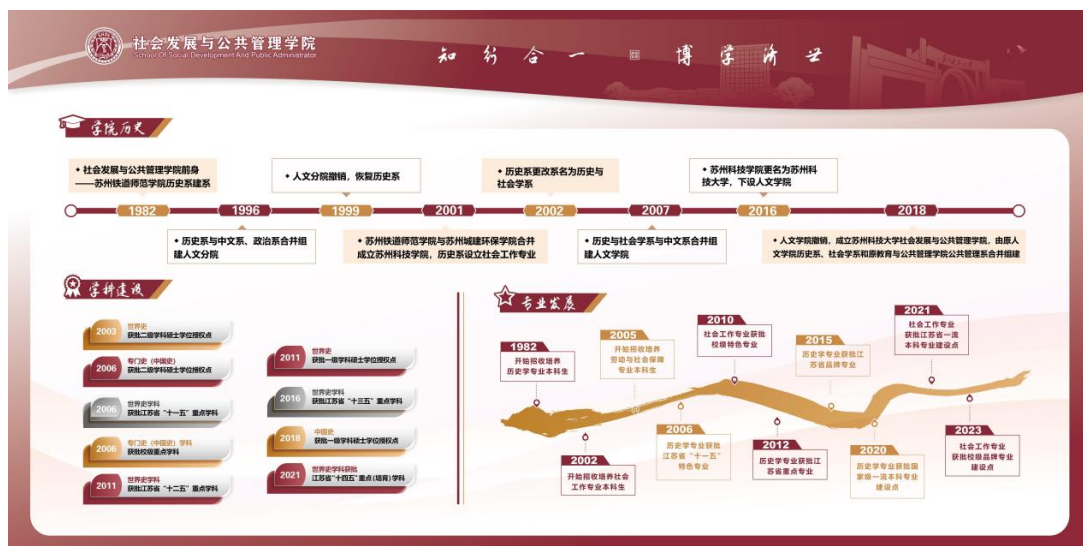 社会发展与公共管理学院
School Of Social Development And Public Administrator
知行合一 博学济世
学院历史
• 社会发展与公共管理学院前身
——苏州铁道师范学院历史系建系
• 人文分院撤销，恢复历史系
• 历史系更改系名为历史与
社会学系
• 苏州科技学院更名为苏州科
技大学，下设人文学院
1982
1996
1999
2001
2002
2007
2016
2018
• 历史系与中文系、政治系合并组
建人文分院
• 苏州铁道师范学院与苏州城建环保学院合并
成立苏州科技学院，历史系设立社会工作专业
• 历史与社会学系与中文系合并组
建人文学院
• 人文学院撤销，成立苏州科技大学社会发展与公共管理学院，由原人
文学院历史系、社会学系和原教育与公共管理学院公共管理系合并组建
学科建设
2003
世界史
获批二级学科硕士学位授权点
2006
专门史（中国史）
获批二级学科硕士学位授权点
2006
世界史学科
获批江苏省“十一五”重点学科
2006
专门史（中国史）学科
获批校级重点学科
2011
世界史学科
获批江苏省“十二五”重点学科
2011
世界史
获批一级学科硕士学位授权点
2016
世界史学科
获批江苏省“十三五”重点学科
2018
中国史
获批一级学科硕士学位授权点
2021
世界史学科获批
江苏省“十四五”重点(培育)学科
专业发展
1982
开始招收培养
历史学专业本科生
2002
开始招收培养社会
工作专业本科生
2005
开始招收培养
劳动与社会保障
专业本科生
2006
历史学专业获批
江苏省“十一五”
特色专业
2010
社会工作专业获批
校级特色专业
2012
历史学专业获批江
苏省重点专业
2015
历史学专业获批江
苏省品牌专业
2020
历史学专业获批国
家级一流本科专业
建设点
2021
社会工作专业
获批江苏省一流
本科专业建设点
2023
社会工作专业
获批校级品牌专业
建设点